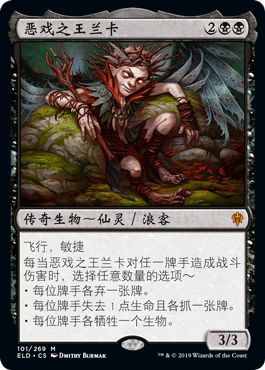 恶戏之王兰卡 2
传奇生物～仙灵／浪客
飞行，敏捷
每当恶戏之王兰卡对任一牌手造成战斗
伤害时，选择任意数量的选项～
•每位牌手各弃一张牌。
•每位牌手失去1点生命且各抓一张牌。
•每位牌手各牺牲一个生物。
3/3
101/269 M
ELD • CS DMITRY BURMAK
™ & © 2019 Wizards of the Coast